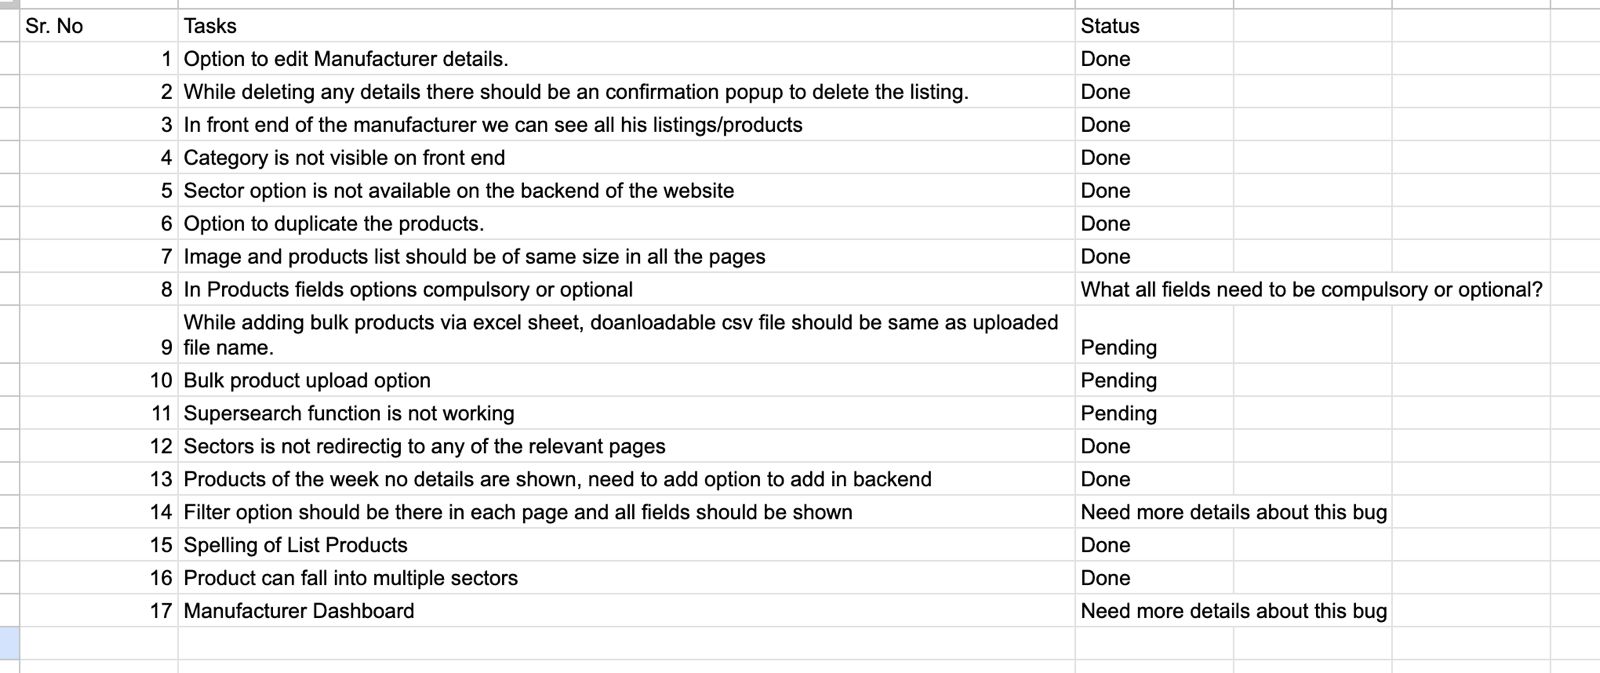 Sr. No Tasks Status
1 Option to edit Manufacturer details. Done
2 While deleting any details there should be an confirmation popup to delete the listing. Done
3 In front end of the manufacturer we can see all his listings/products Done
4 Category is not visible on front end Done
5 Sector option is not available on the backend of the website Done
6 Option to duplicate the products. Done
7 Image and products list should be of same size in all the pages Done
8 In Products fields options compulsory or optional What all fields need to be compulsory or optional?
While adding bulk products via excel sheet, doanloadable csv file should be same as uploaded
9 file name. Pending
10 Bulk product upload option Pending
11 Supersearch function is not working Pending
12 Sectors is not redirectig to any of the relevant pages Done
13 Products of the week no details are shown, need to add option to add in backend Done
14 Filter option should be there in each page and all fields should be shown Need more details about this bug
15 Spelling of List Products Done
16 Product can fall into multiple sectors Done
17 Manufacturer Dashboard Need more details about this bug